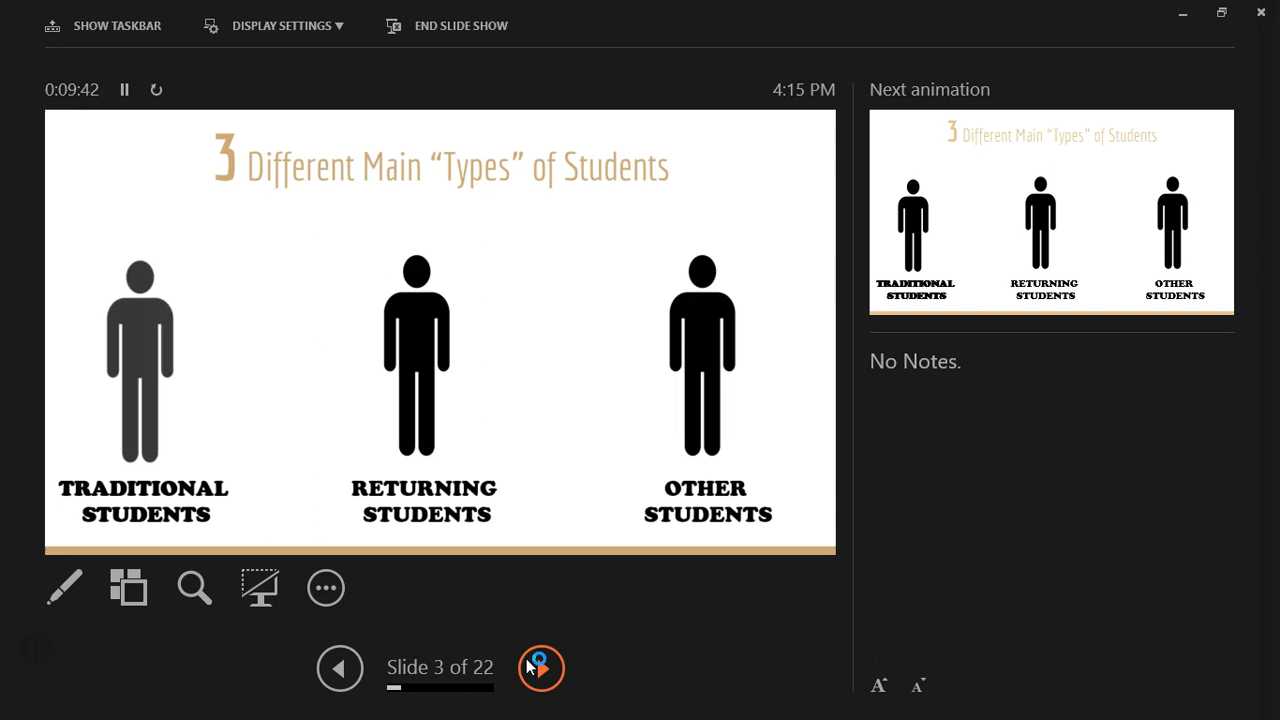 SHOW TASKBAR
DISPLAY SETTINGS ▼
END SLIDE SHOW
0:09:42
4:15 PM
3 Different Main “Types” of Students
TRADITIONAL
STUDENTS
RETURNING
STUDENTS
OTHER
STUDENTS
Next animation
3 Different Main “Types” of Students
TRADITIONAL
STUDENTS
RETURNING
STUDENTS
OTHER
STUDENTS
No Notes.
Slide 3 of 22
A A